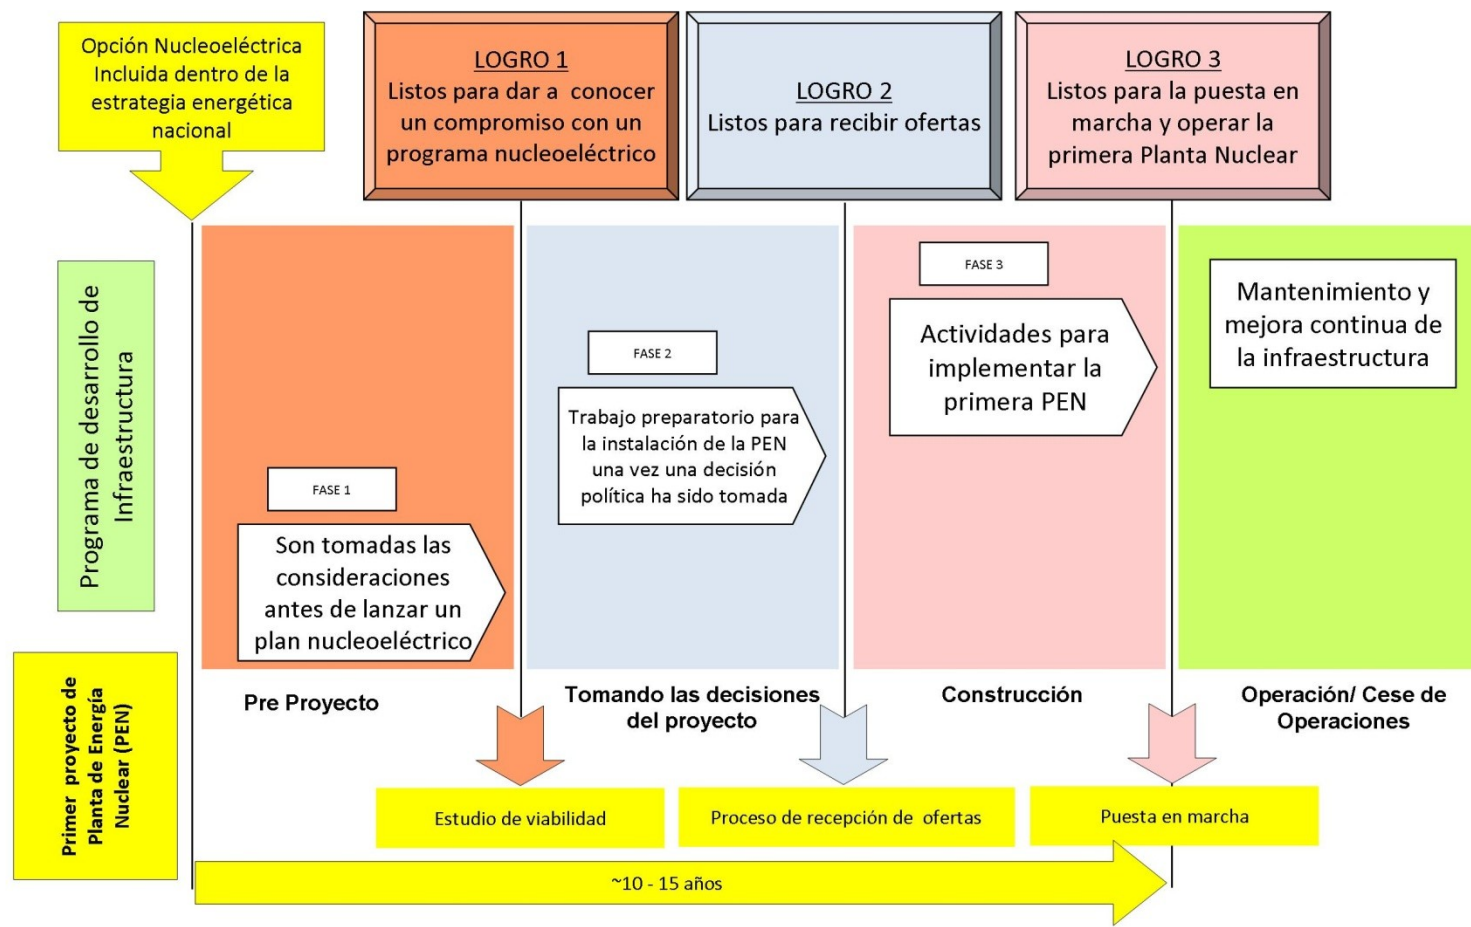 Opción Nucleoeléctrica
Incluida dentro de la
estrategia energética
nacional
LOGRO 1
Listos para dar a conocer
un compromiso con un
programa nucleoeléctrico
LOGRO 2
Listos para recibir ofertas
LOGRO 3
Listos para la puesta en
marcha y operar la
primera Planta Nuclear
Programa de desarrollo de
Infraestructura
FASE 1
Son tomadas las
consideraciones
antes de lanzar un
plan nucleoeléctrico
FASE 2
Trabajo preparatorio para
la instalación de la PEN
una vez una decisión
política ha sido tomada
FASE 3
Actividades para
implementar la
primera PEN
Mantenimiento y
mejora continua de
la infraestructura
Primer proyecto de
Planta de Energía
Nuclear (PEN)
Pre Proyecto
Tomando las decisiones
del proyecto
Construcción
Operación/ Cese de
Operaciones
Estudio de viabilidad
Proceso de recepción de ofertas
Puesta en marcha
~10 - 15 años